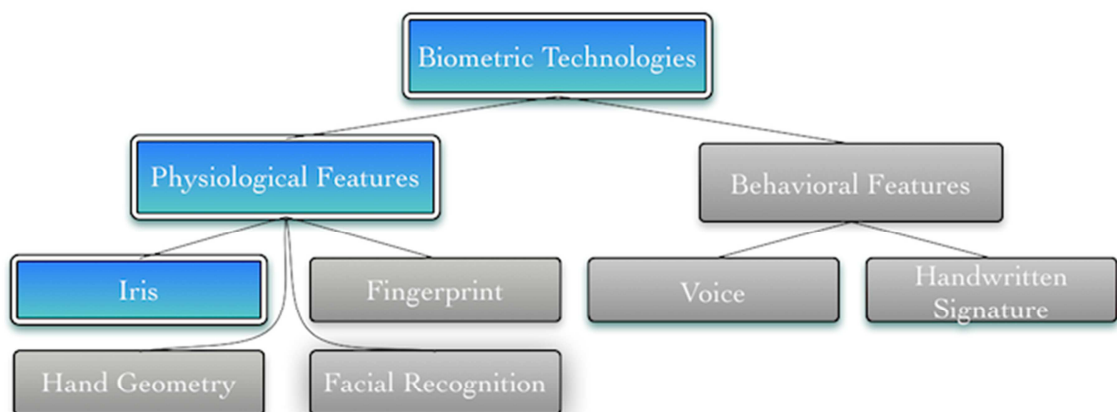 Biometric Technologies
Physiological Features
Behavioral Features
Iris
Fingerprint
Voice
Handwritten
Signature
Hand Geometry
Facial Recognition